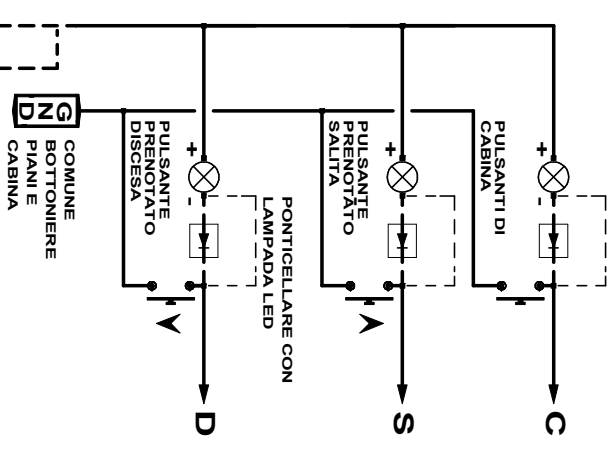 PULSANTI DI
CABINA
C
PULSANTE
PRENOTATO
SALITA
S
PONTICELLARE CON
LAMPADA LED
PULSANTE
PRENOTATO
DISCESA
D
GND
COMUNE
BOTTONIERE
PIANI E
CABINA
+
-
+
-
+
-